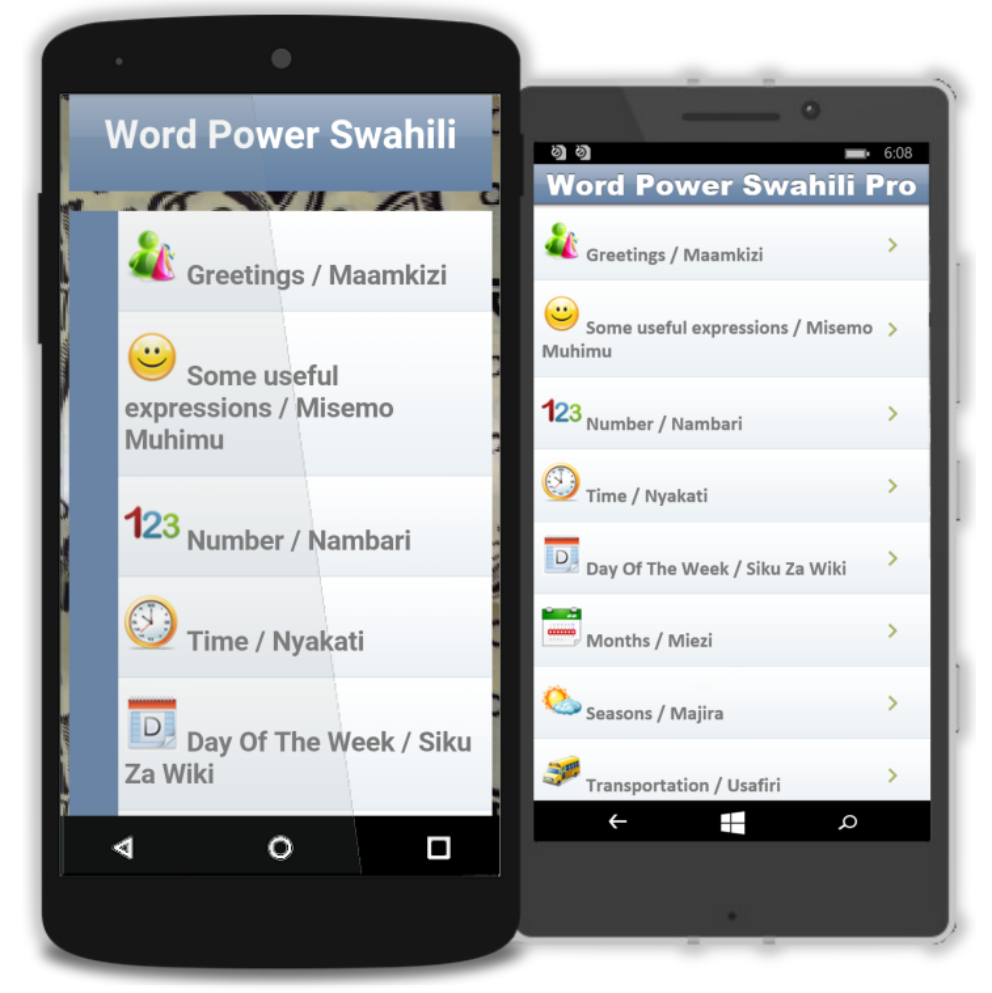 Word Power Swahili
Greetings / Maamkizi
Some useful
expressions / Misemo
Muhimu
123 Number / Nambari
Time / Nyakati
D Day Of The Week / Siku
Za Wiki
6:08
Word Power Swahili Pro
Greetings / Maamkizi
Some useful expressions / Misemo
Muhimu
123 Number / Nambari
Time / Nyakati
D Day Of The Week / Siku Za Wiki
Months / Miezi
Seasons / Majira
Transportation / Usafiri